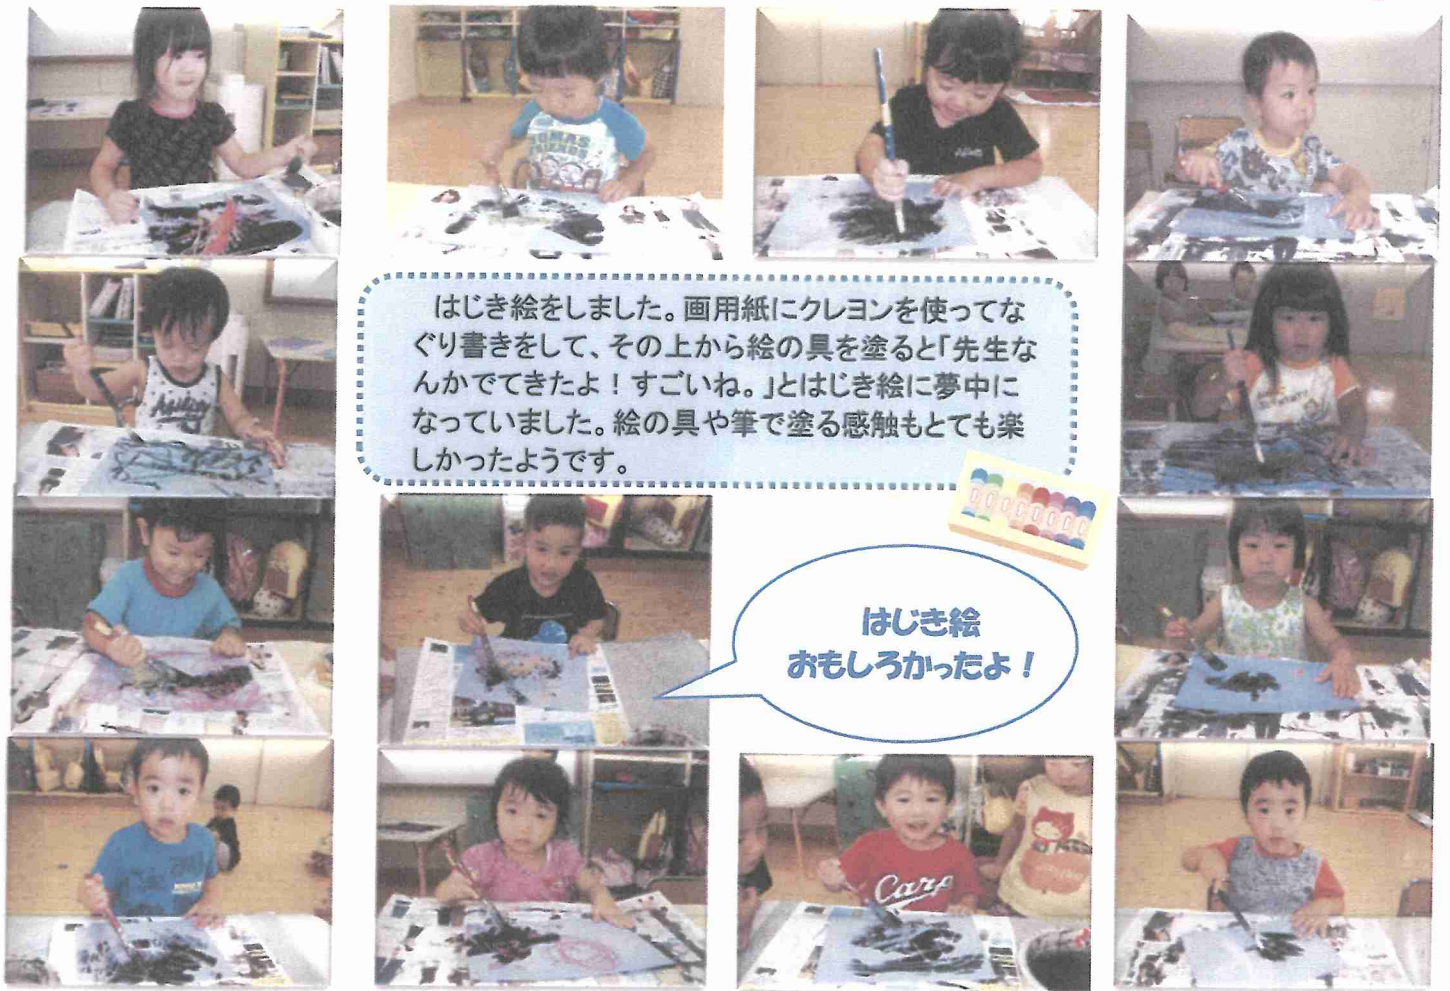 はじき絵をしました。画用紙にクレヨンを使ってな
ぐり書きをして、その上から絵の具を塗ると「先生な
んかでてきたよ！すごいね。」とはじき絵に夢中に
なっていました。絵の具や筆で塗る感触もとても楽
しかったようです。
はじき絵
おもしろかったよ！
Carp